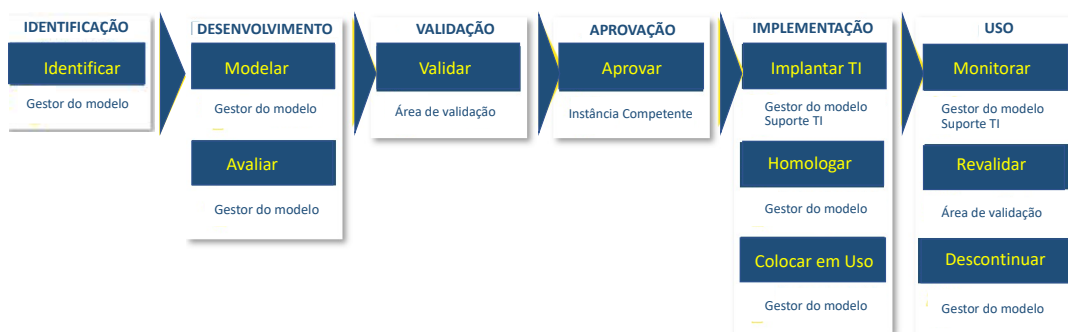 IDENTIFICAÇÃO
Identificar
Gestor do modelo
DESENVOLVIMENTO
Modelar
Gestor do modelo
Avaliar
Gestor do modelo
VALIDAÇÃO
Validar
Área de validação
APROVAÇÃO
Aprovar
Instância Competente
IMPLEMENTAÇÃO
Implantar TI
Gestor do modelo
Suporte TI
Homologar
Gestor do modelo
Colocar em Uso
Gestor do modelo
USO
Monitorar
Gestor do modelo
Suporte TI
Revalidar
Área de validação
Descontinuar
Gestor do modelo